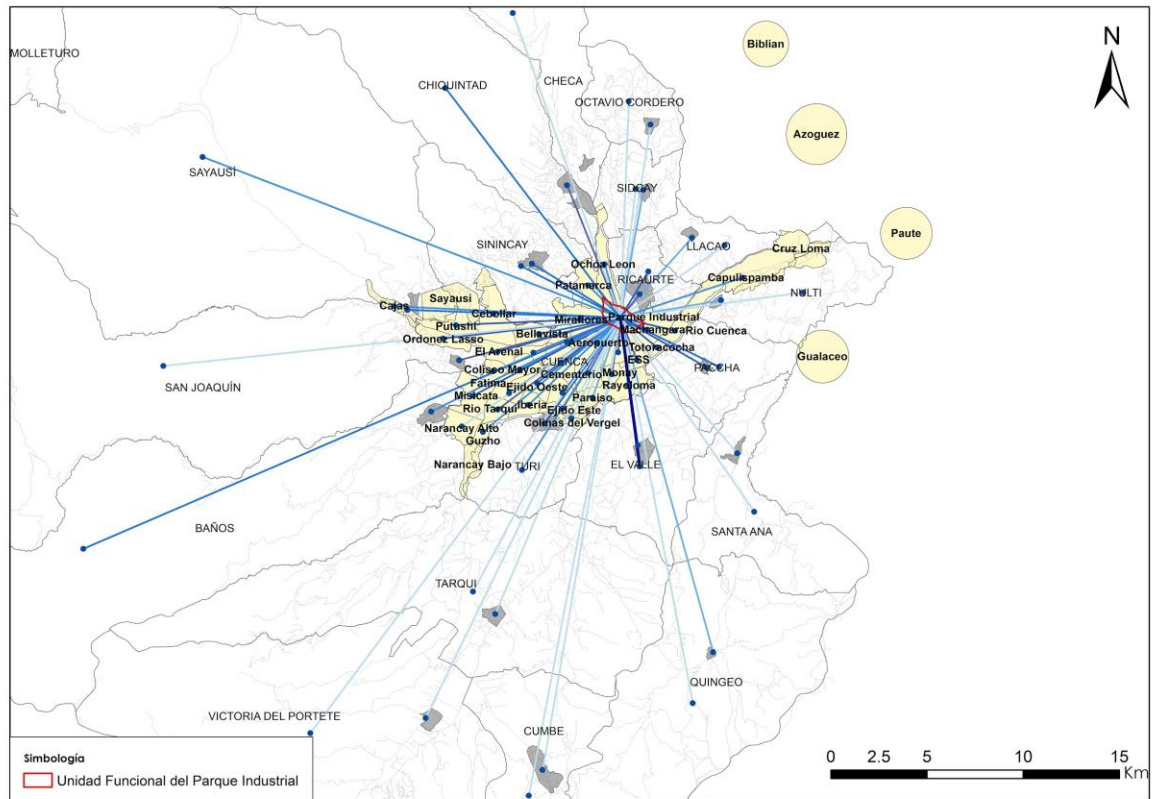 MOLLETURO
Biblian
N
CHIQUINTAD
CHECA
OCTAVIO CORDERO
Azoguez
SAYAUSÍ
SIDCAY
Paute
SININCAY
LLACAO
Cruz Loma
Ochoa Leon
RICAURTE
Capulispamba
Patamarca
NULTI
Cajas
Sayausi
Cebollar
Miraflores
Parque Industrial
Putushi
Machangara
Rio Cuenca
Ordonez Lasso
Bellavista
Aeropuerto
Totoracocha
Gualaceo
El Arenal
CUENCA
ESS
SAN JOAQUÍN
Coliseo Mayor
Cementerio
Monay
PACCHA
Fatima
Ejido Oeste
Rayoloma
Misicata
Paraiso
Rio Tarqui
Iberia
Ejido Este
Narancay Alto
Colinas del Vergel
Guzho
Narancay Bajo
TURI
EL VALLE
BAÑOS
SANTA ANA
TARQUI
QUINGEO
VICTORIA DEL PORTETE
CUMBE
Simbología
Unidad Funcional del Parque Industrial
0 2.5 5 10 15
Km